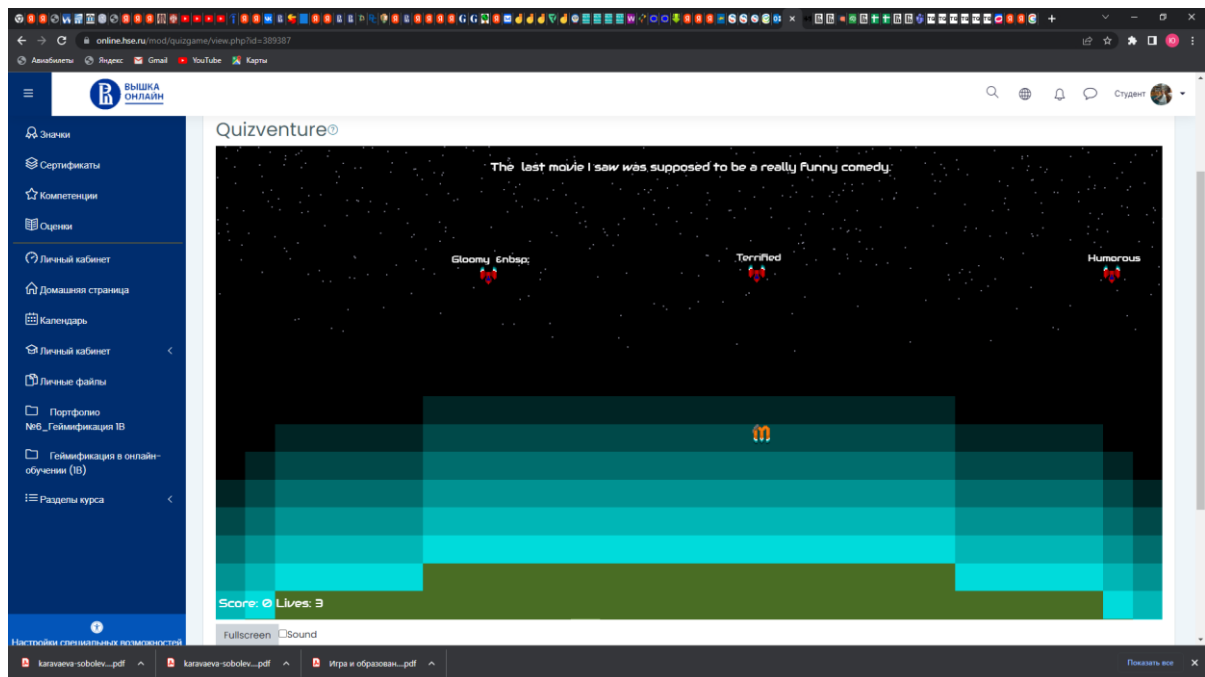 online.hse.ru/mod/quizgame/view.php?id=389387
Авиабилеты Яндекс Gmail YouTube Карты
ВЫШКА
ОНЛАЙН
Студент
Значки
Сертификаты
Компетенции
Оценки
Личный кабинет
Домашняя страница
Календарь
Личный кабинет
Личные файлы
Портфолио
№6_Геймификация 1В
Геймификация в онлайн-
обучении (1В)
Разделы курса
Настройки специальных возможностей
Quizventure
The last movie I saw was supposed to be a really funny comedy.
Gloomy &nbsp;
Terrified
Humorous
Score: 0 Lives: 3
Fullscreen Sound
karavaeva-sobolev....pdf karavaeva-sobolev....pdf Игра и образован....pdf Показать все